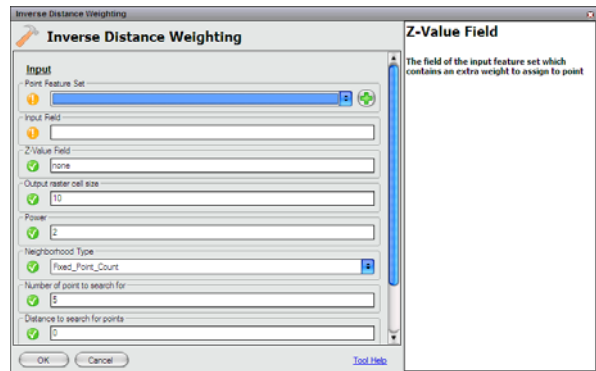 Inverse Distance Weighting
Inverse Distance Weighting
Input
Point Feature Set
Input Field
Z-Value Field
none
Output raster cell size
10
Power
2
Neighborhood Type
Fixed_Point_Count
Number of point to search for
5
Distance to search for points
0
OK
Cancel
Tool Help
Z-Value Field
The field of the input feature set which
contains an extra weight to assign to point